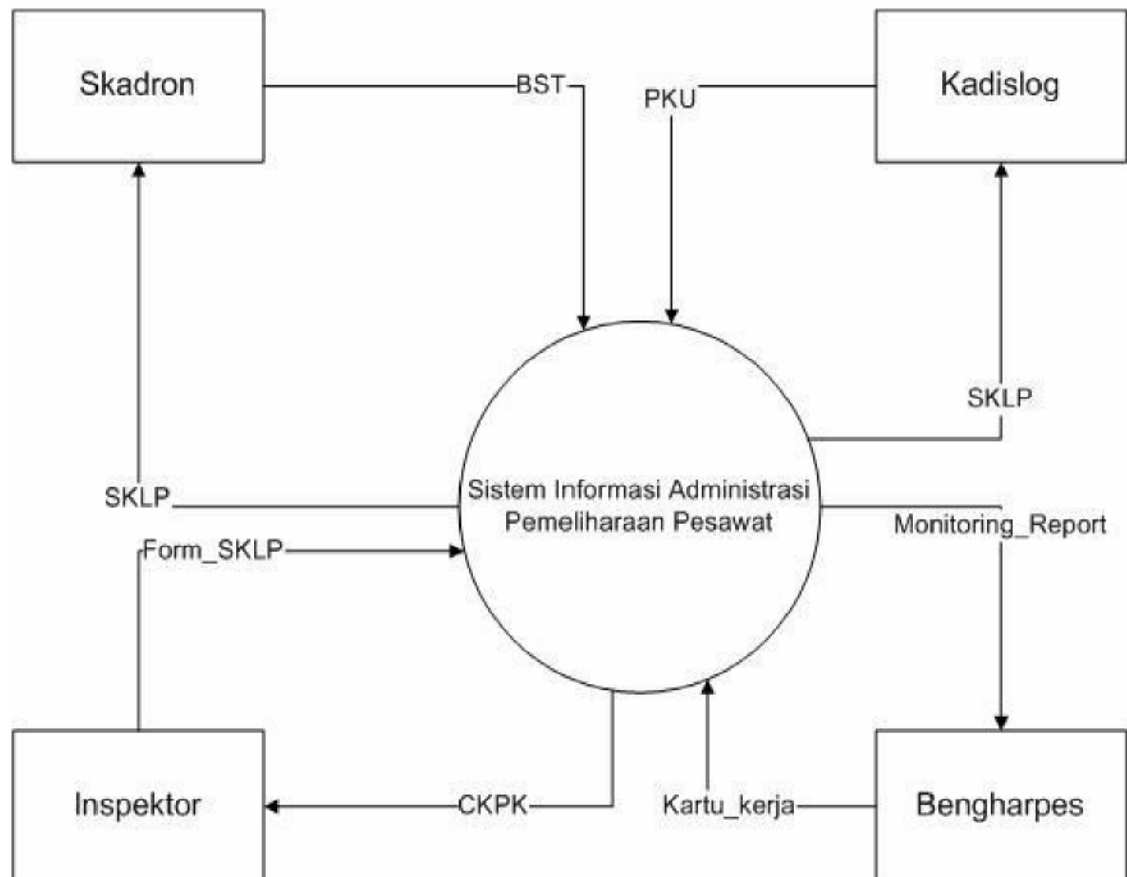 Skadron
BST
PKU
Kadislog
SKLP
Sistem Informasi Administrasi
Pemeliharaan Pesawat
SKLP
Monitoring_Report
Form_SKLP
Inspektor
CKPK
Kartu_kerja
Bengharpes